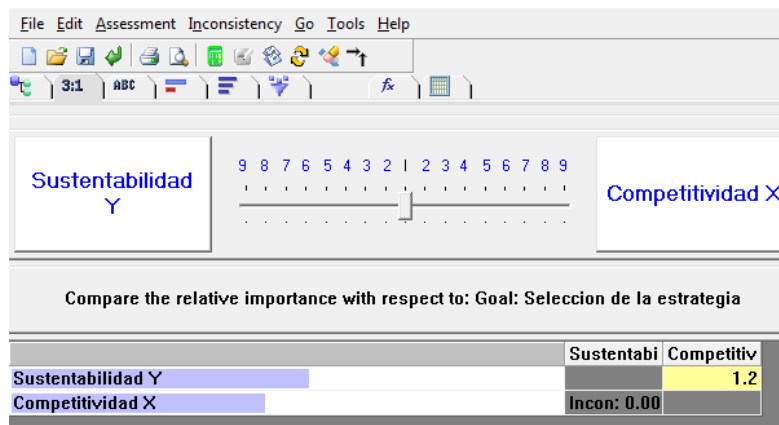 File Edit Assessment Inconsistency Go Tools Help
3:1 ABC fx
9 8 7 6 5 4 3 2 1 2 3 4 5 6 7 8 9
Sustentabilidad
Y
Competitividad X
Compare the relative importance with respect to: Goal: Seleccion de la estrategia
Sustentabi Competitiv
Sustentabilidad Y 1.2
Competitividad X Incon: 0.00